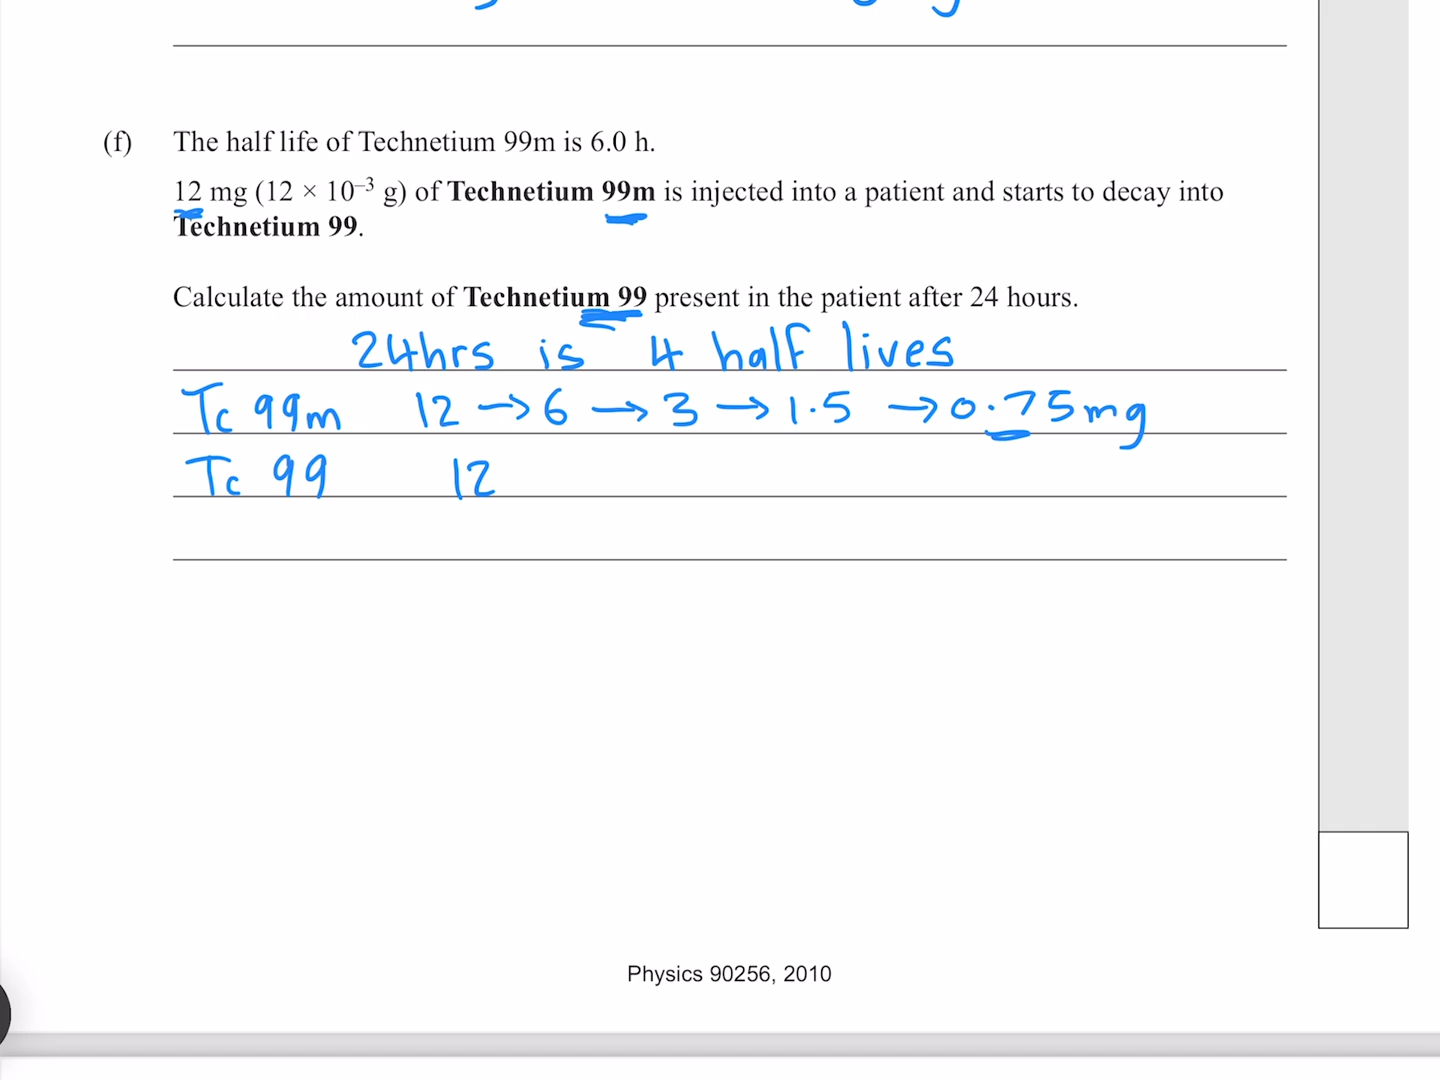 (f) The half life of Technetium 99m is 6.0 h.
12 mg (12 × 10⁻³ g) of Technetium 99m is injected into a patient and starts to decay into
Technetium 99.
Calculate the amount of Technetium 99 present in the patient after 24 hours.
24hrs is 4 half lives
Tc 99m 12 → 6 → 3 → 1.5 → 0.75mg
Tc 99 12
Physics 90256, 2010